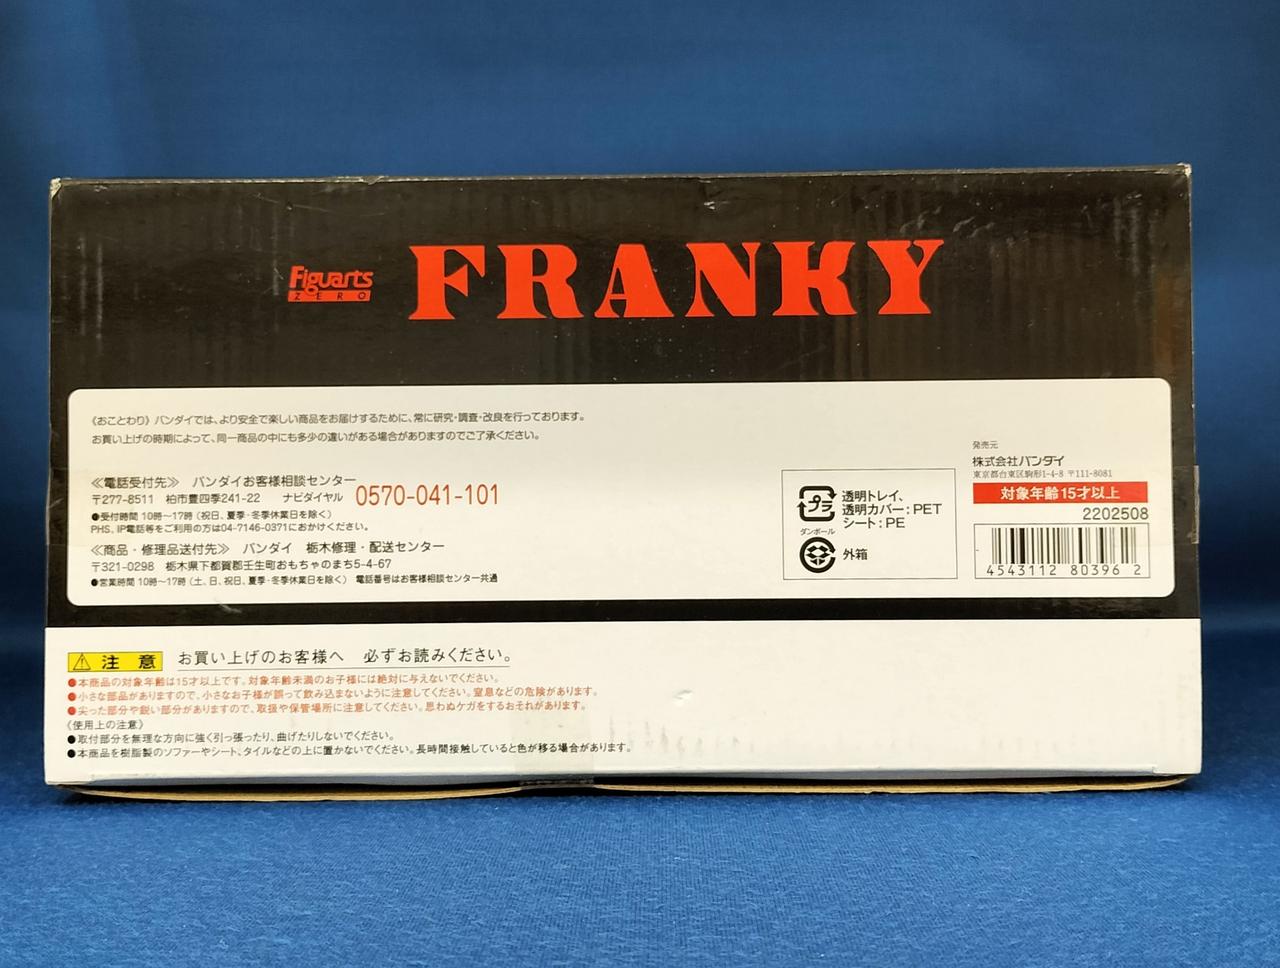 Figuarts
ZERO
FRANKY
《おことわり》バンダイでは、より安全で楽しい商品をお届けするために、常に研究・調査・改良を行っております。
お買い上げの時期によって、同一商品の中にも多少の違いがある場合がありますのでご了承ください。
≪電話受付先≫ バンダイお客様相談センター
〒277-8511 柏市豊四季241-22 ナビダイヤル 0570-041-101
●受付時間 10時〜17時 (祝日、夏季・冬季休業日を除く)
PHS、IP電話等をご利用の方は04-7146-0371におかけください。
≪商品・修理品送付先≫ バンダイ 栃木修理・配送センター
〒321-0298 栃木県下都賀郡壬生町おもちゃのまち5-4-67
●営業時間 10時〜17時 (土、日、祝日、夏季・冬季休業日を除く) 電話番号はお客様相談センター共通
プラ
透明トレイ、
透明カバー:PET
シート:PE
ダンボール
外箱
発売元
株式会社バンダイ
東京都台東区駒形1-4-8 〒111-8081
対象年齢15才以上
2202508
4543112 80396 2
注意 お買い上げのお客様へ 必ずお読みください。
●本商品の対象年齢は15才以上です。対象年齢未満のお子様には絶対に与えないでください。
●小さな部品がありますので、小さなお子様が誤って飲み込まないように注意してください。窒息などの危険があります。
●尖った部分や鋭い部分がありますので、取扱や保管場所に注意してください。思わぬケガをするおそれがあります。
《使用上の注意》
●取付部分を無理な方向に強く引っ張ったり、曲げたりしないでください。
●本商品を樹脂製のソファーやシート、タイルなどの上に置かないでください。長時間接触していると色が移る場合があります。